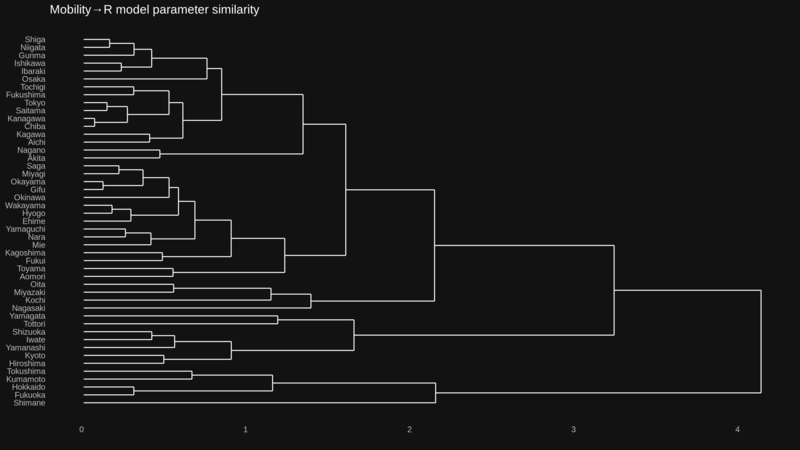 Mobility→R model parameter similarity
Shiga
Niigata
Gunma
Ishikawa
Ibaraki
Osaka
Tochigi
Fukushima
Tokyo
Saitama
Kanagawa
Chiba
Kagawa
Aichi
Nagano
Akita
Saga
Miyagi
Okayama
Gifu
Okinawa
Wakayama
Hyogo
Ehime
Yamaguchi
Nara
Mie
Kagoshima
Fukui
Toyama
Aomori
Oita
Miyazaki
Kochi
Nagasaki
Yamagata
Tottori
Shizuoka
Iwate
Yamanashi
Kyoto
Hiroshima
Tokushima
Kumamoto
Hokkaido
Fukuoka
Shimane
0 1 2 3 4